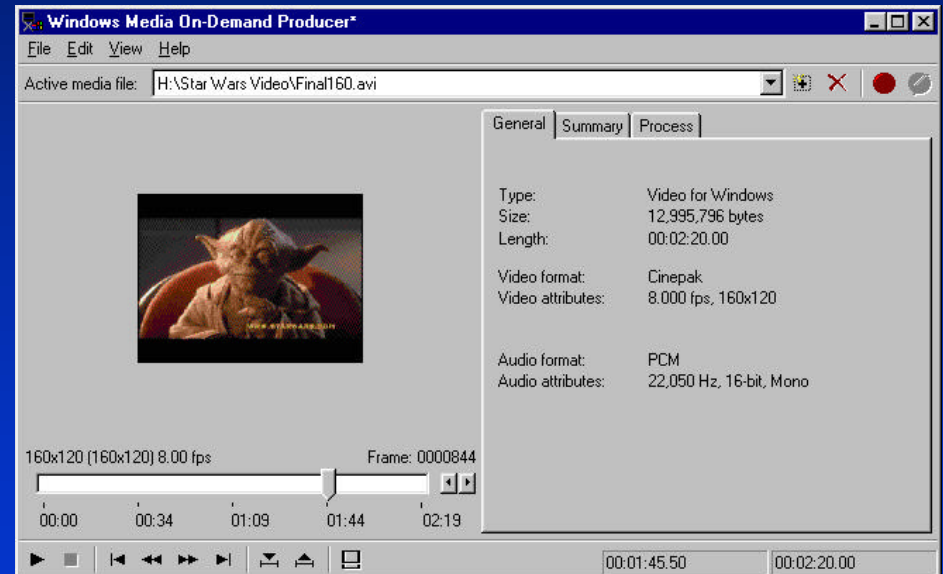 Windows Media On-Demand Producer*
File Edit View Help
Active media file: H:\Star Wars Video\Final160.avi
General Summary Process
Type: Video for Windows
Size: 12,995,796 bytes
Length: 00:02:20.00
Video format: Cinepak
Video attributes: 8.000 fps, 160x120
Audio format: PCM
Audio attributes: 22,050 Hz, 16-bit, Mono
WWW.STARWARS.COM
160x120 (160x120) 8.00 fps Frame: 0000844
00:00 00:34 01:09 01:44 02:19
00:01:45.50 00:02:20.00